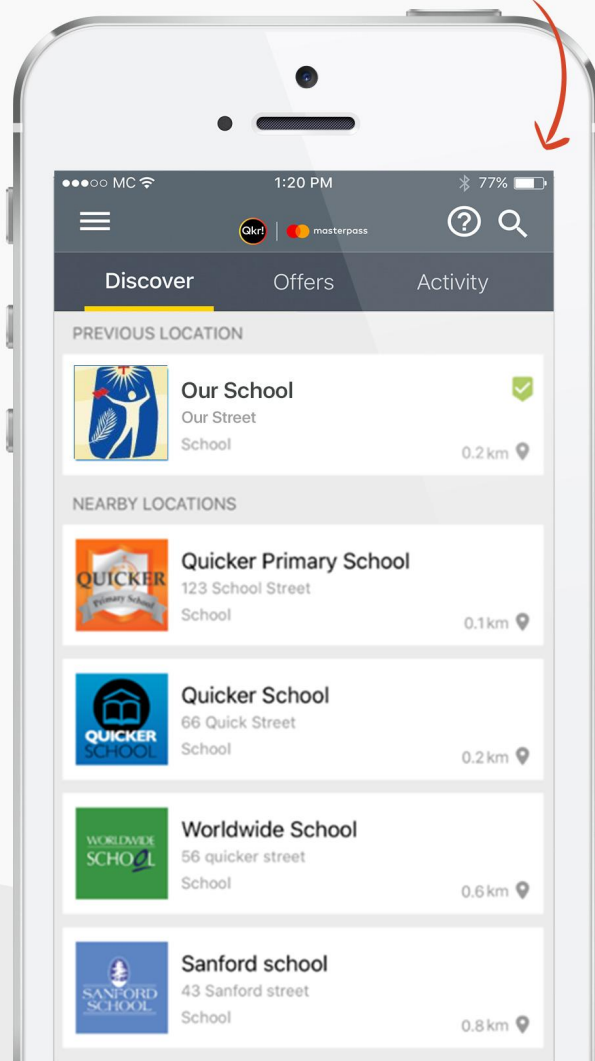 MC
1:20 PM
77%
Qkr!
masterpass
Discover
Offers
Activity
PREVIOUS LOCATION
Our School
Our Street
School
0.2 km
NEARBY LOCATIONS
QUICKER
Primary School
Quicker Primary School
123 School Street
School
0.1 km
QUICKER
SCHOOL
Quicker School
66 Quick Street
School
0.2 km
WORLDWIDE
SCHOOL
Worldwide School
56 quicker street
School
0.6 km
SANFORD
SCHOOL
Sanford school
43 Sanford street
School
0.8 km